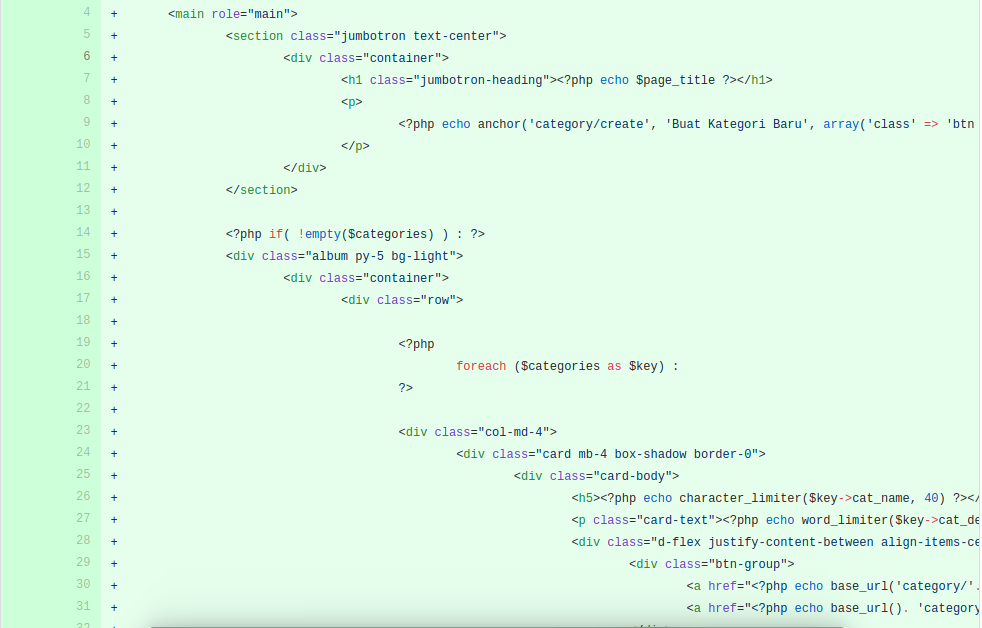 4 + <main role="main">
5 + <section class="jumbotron text-center">
6 + <div class="container">
7 + <h1 class="jumbotron-heading"><?php echo $page_title ?></h1>
8 + <p>
9 + <?php echo anchor('category/create', 'Buat Kategori Baru', array('class' => 'btn
10 + </p>
11 + </div>
12 + </section>
13 +
14 + <?php if( !empty($categories) ) : ?>
15 + <div class="album py-5 bg-light">
16 + <div class="container">
17 + <div class="row">
18 +
19 + <?php
20 + foreach ($categories as $key) :
21 + ?>
22 +
23 + <div class="col-md-4">
24 + <div class="card mb-4 box-shadow border-0">
25 + <div class="card-body">
26 + <h5><?php echo character_limiter($key->cat_name, 40) ?></
27 + <p class="card-text"><?php echo word_limiter($key->cat_de
28 + <div class="d-flex justify-content-between align-items-ce
29 + <div class="btn-group">
30 + <a href="<?php echo base_url('category/'.
31 + <a href="<?php echo base_url(). 'category